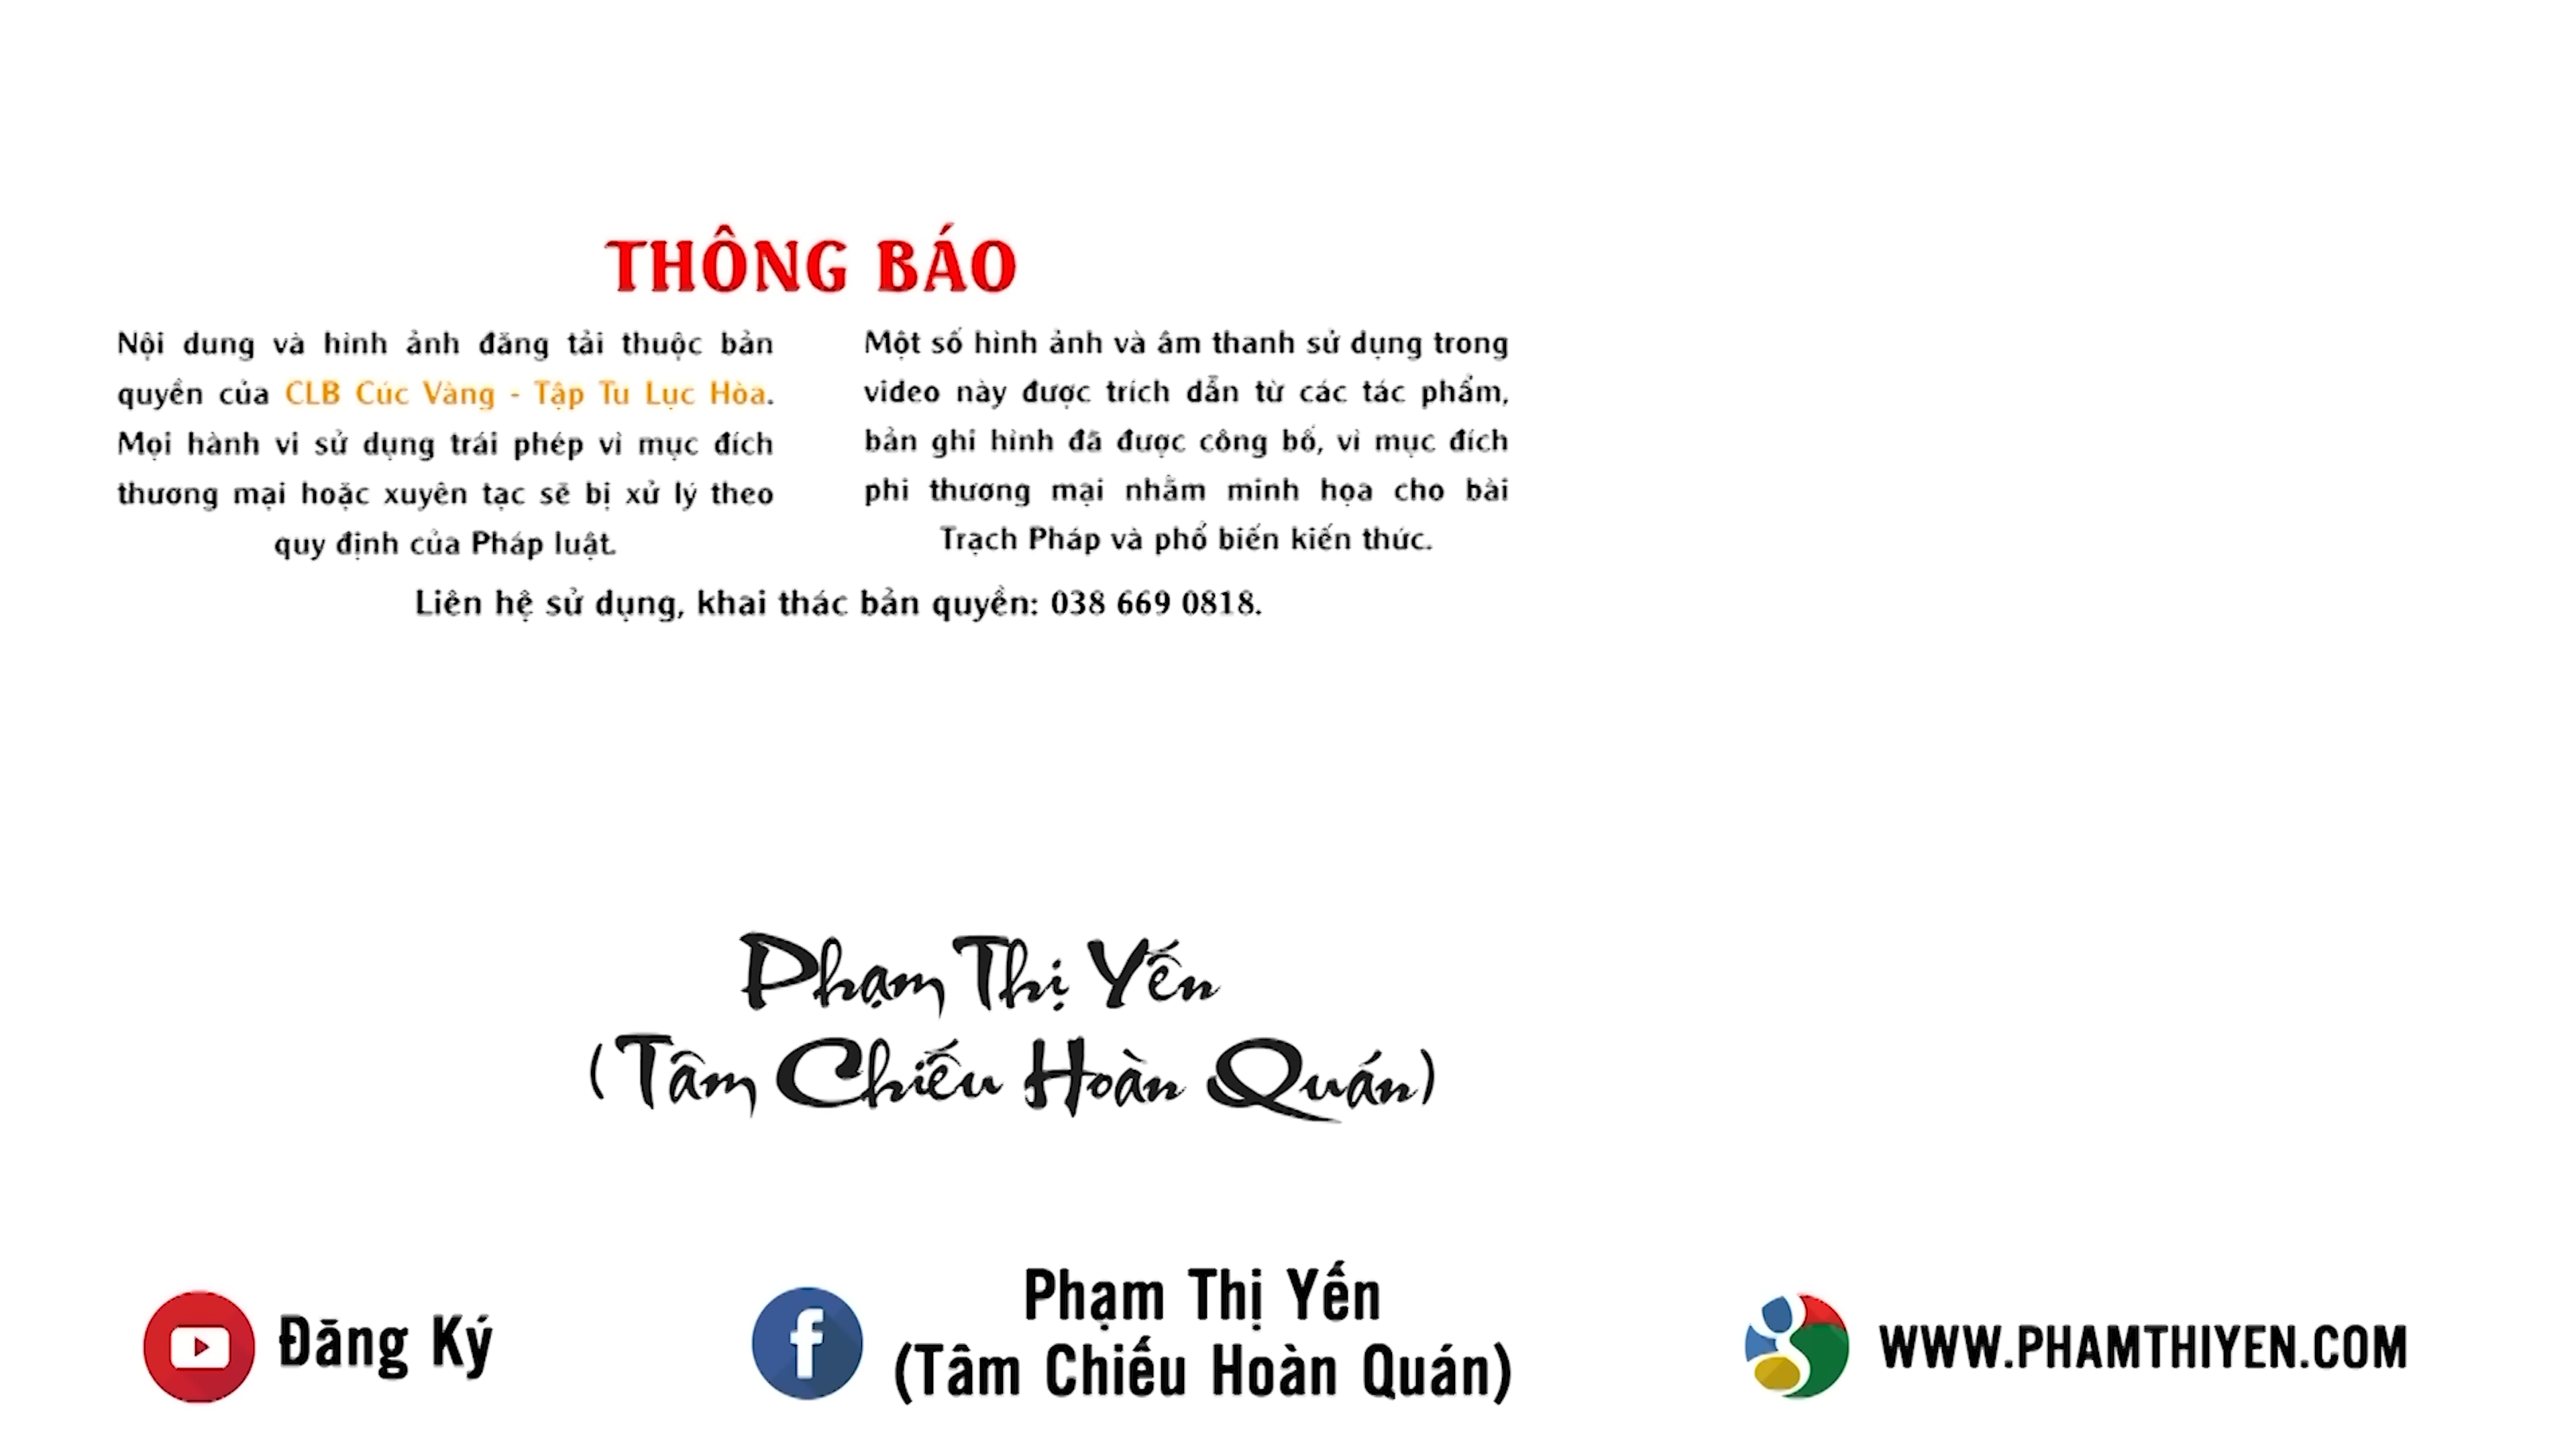 THÔNG BÁO
Nội dung và hình ảnh đăng tải thuộc bản
quyền của CLB Cúc Vàng - Tập Tu Lục Hòa.
Mọi hành vi sử dụng trái phép vì mục đích
thương mại hoặc xuyên tạc sẽ bị xử lý theo
quy định của Pháp luật.
Một số hình ảnh và âm thanh sử dụng trong
video này được trích dẫn từ các tác phẩm,
bản ghi hình đã được công bố, vì mục đích
phi thương mại nhằm minh họa cho bài
Trạch Pháp và phổ biến kiến thức.
Liên hệ sử dụng, khai thác bản quyền: 038 669 0818.
Phạm Thị Yến
(Tâm Chiếu Hoàn Quán)
Đăng Ký
Phạm Thị Yến
(Tâm Chiếu Hoàn Quán)
WWW.PHAMTHIYEN.COM